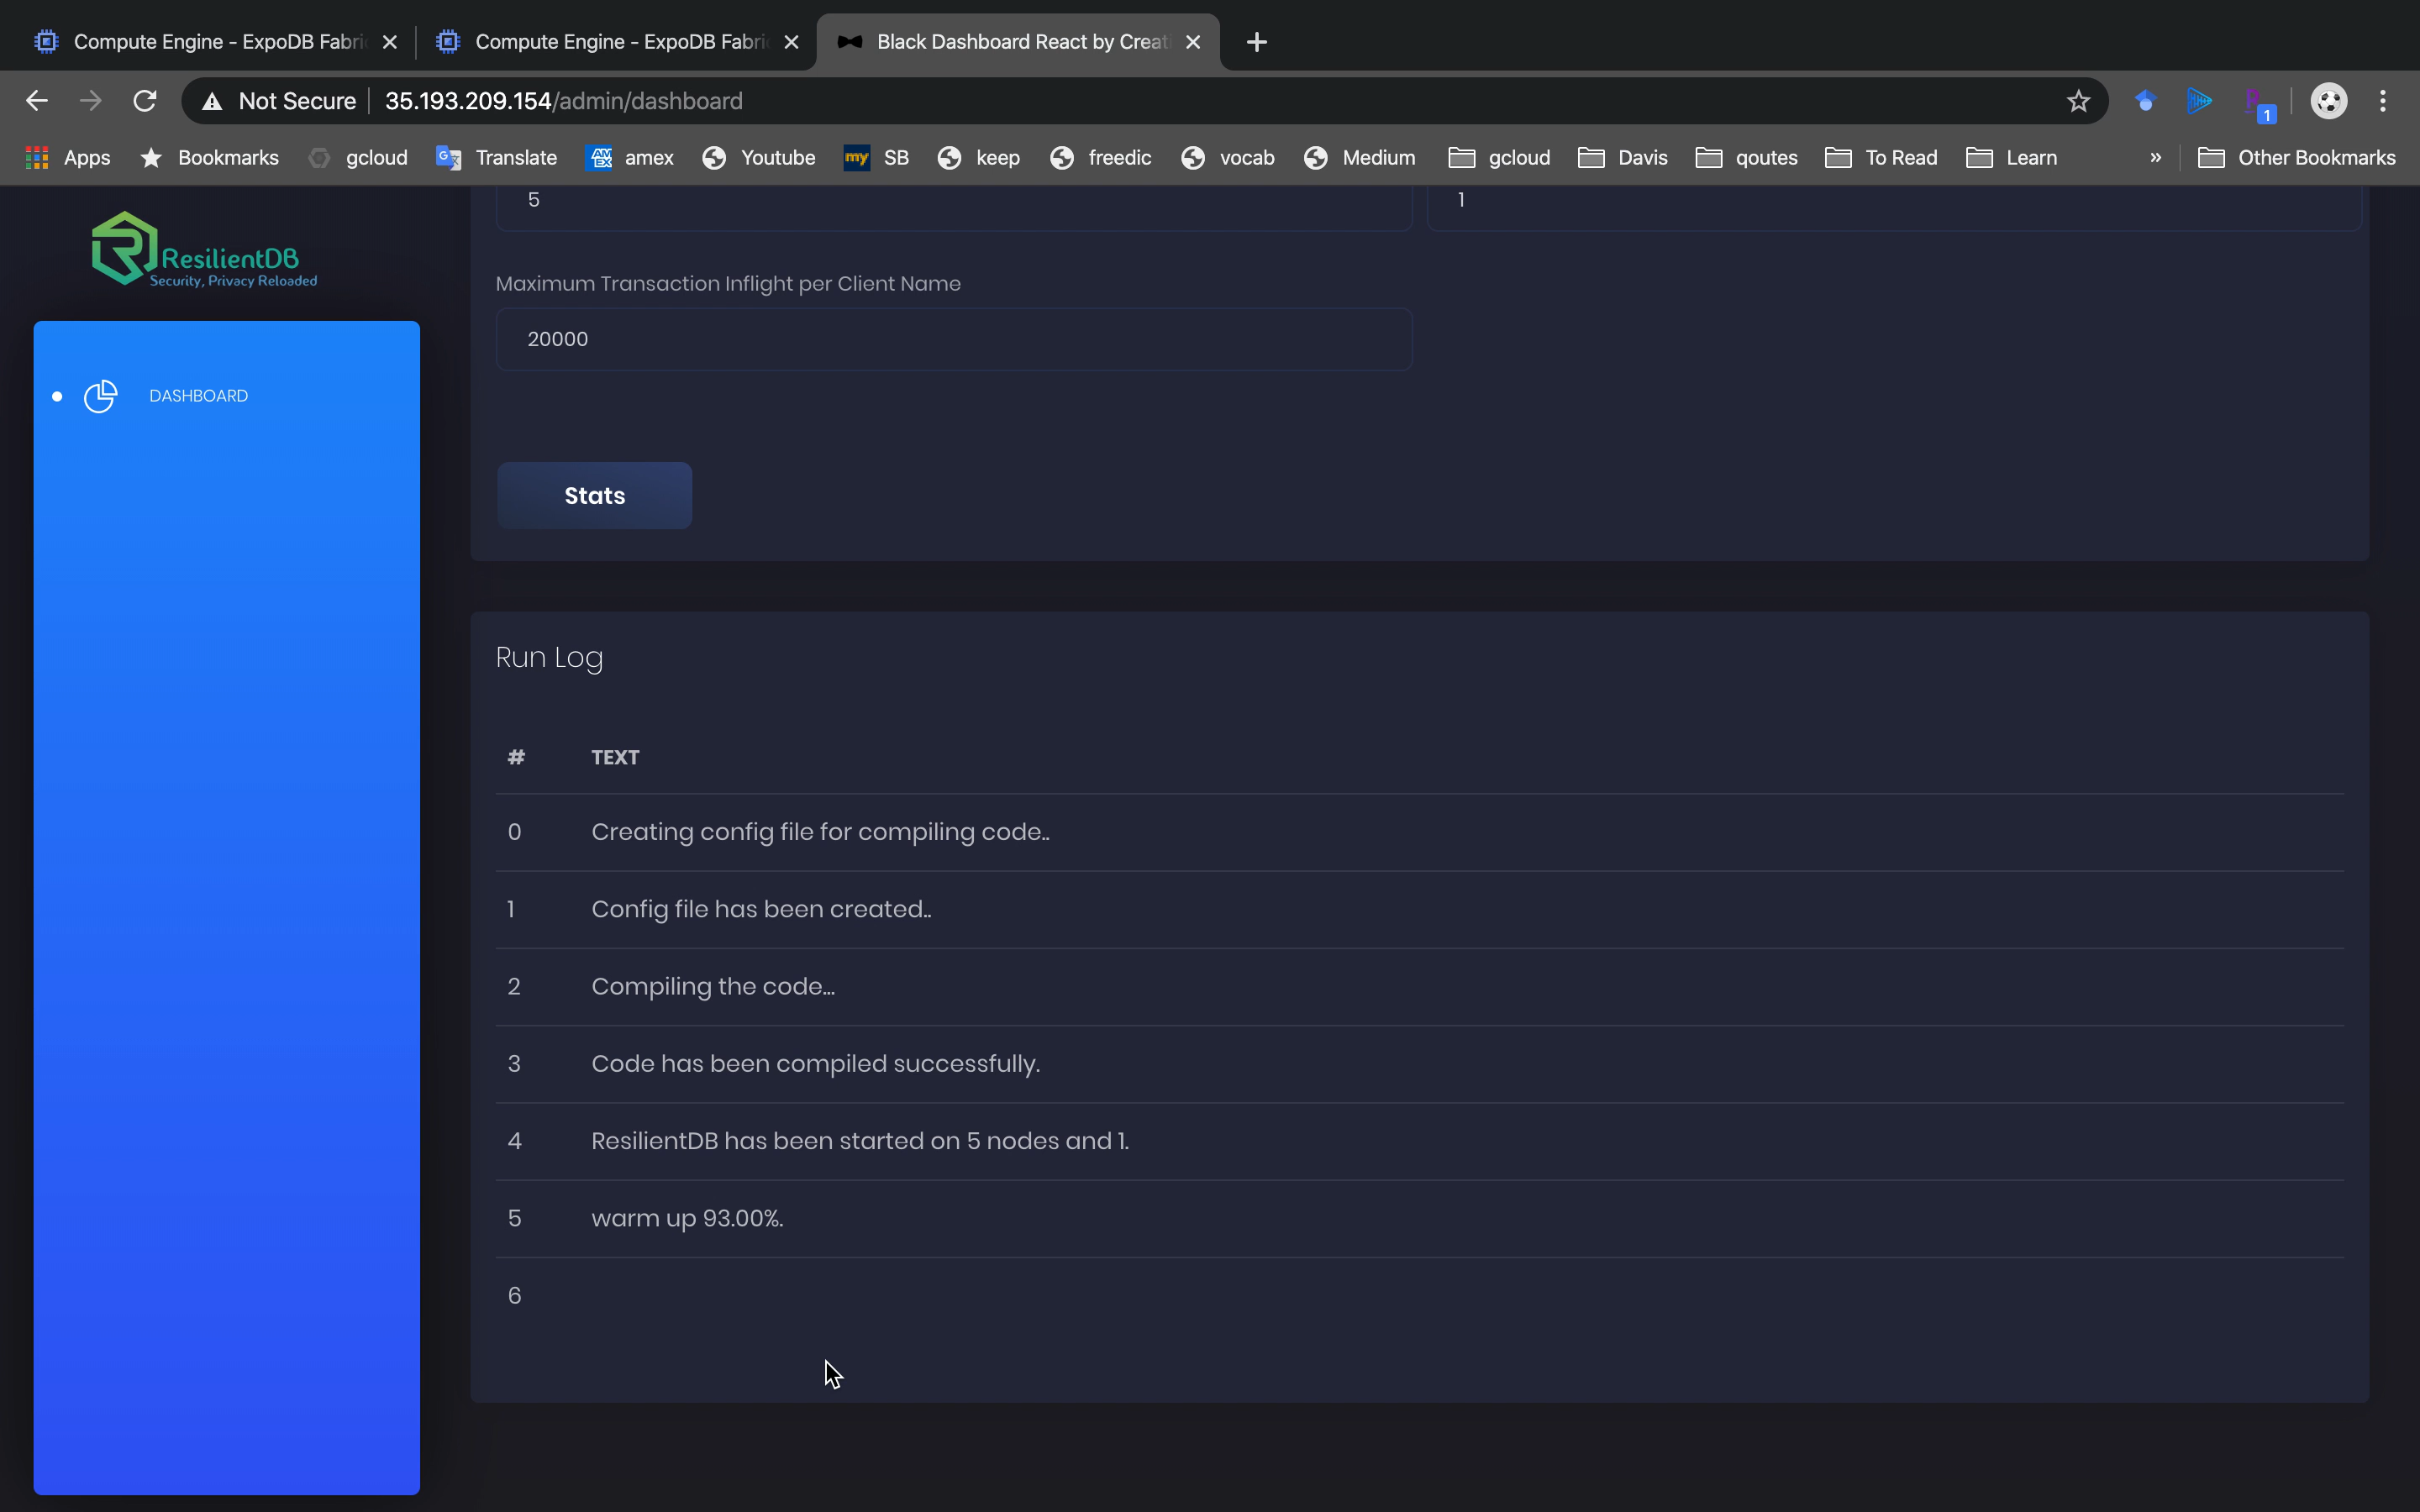 Compute Engine - ExpoDB Fabri
Compute Engine - ExpoDB Fabri
Black Dashboard React by Creat
Not Secure 35.193.209.154/admin/dashboard
1
Apps Bookmarks gcloud Translate amex Youtube SB keep freedic vocab Medium gcloud Davis qoutes To Read Learn » Other Bookmarks
ResilientDB
Security, Privacy Reloaded
DASHBOARD
5 1
Maximum Transaction Inflight per Client Name
20000
Stats
Run Log
# TEXT
0 Creating config file for compiling code..
1 Config file has been created..
2 Compiling the code...
3 Code has been compiled successfully.
4 ResilientDB has been started on 5 nodes and 1.
5 warm up 93.00%.
6